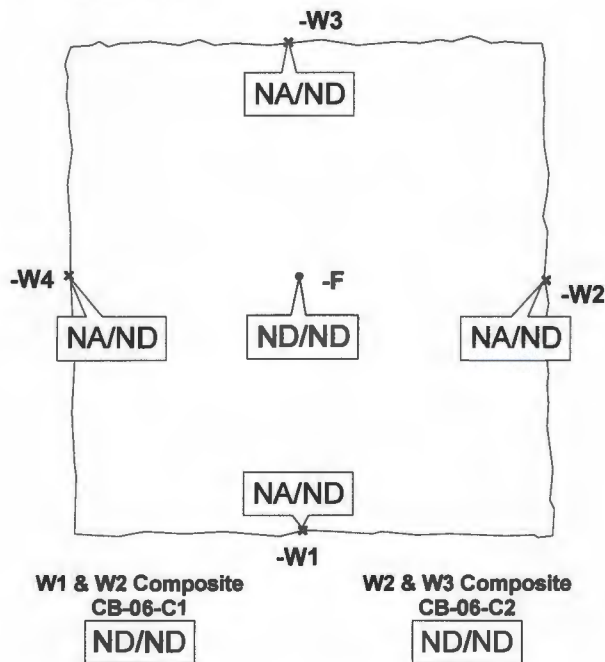 -W3
NA/ND
-W4
-F
-W2
NA/ND
ND/ND
NA/ND
NA/ND
-W1
W1 & W2 Composite
CB-06-C1
ND/ND
W2 & W3 Composite
CB-06-C2
ND/ND